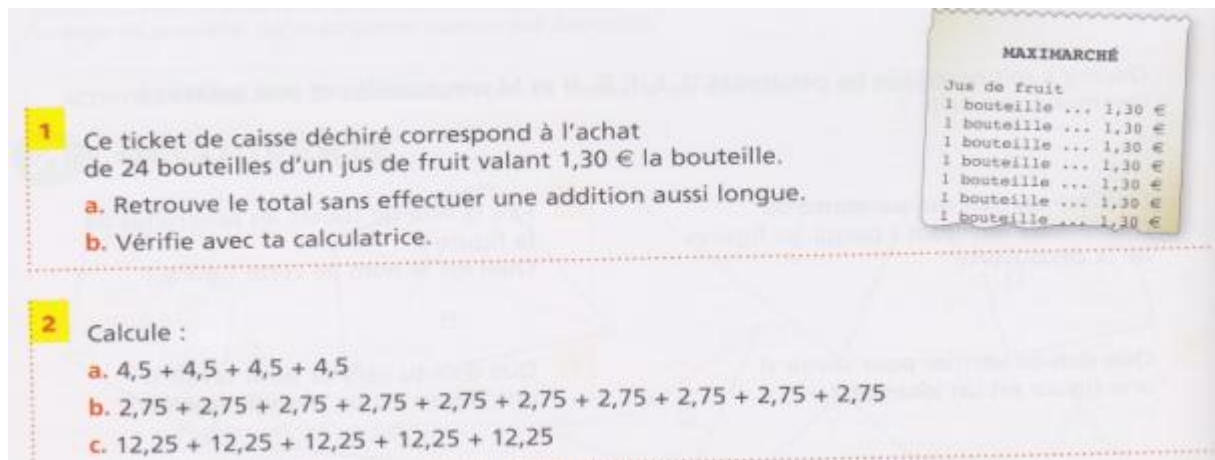 MAXIMARCHÉ
Jus de fruit
1 bouteille ... 1,30 €
1 bouteille ... 1,30 €
1 bouteille ... 1,30 €
1 bouteille ... 1,30 €
1 bouteille ... 1,30 €
1 bouteille ... 1,30 €
1 bouteille ... 1,30 €
1 Ce ticket de caisse déchiré correspond à l'achat
de 24 bouteilles d'un jus de fruit valant 1,30 € la bouteille.
a. Retrouve le total sans effectuer une addition aussi longue.
b. Vérifie avec ta calculatrice.
2 Calcule :
a. 4,5 + 4,5 + 4,5 + 4,5
b. 2,75 + 2,75 + 2,75 + 2,75 + 2,75 + 2,75 + 2,75 + 2,75 + 2,75 + 2,75
c. 12,25 + 12,25 + 12,25 + 12,25 + 12,25